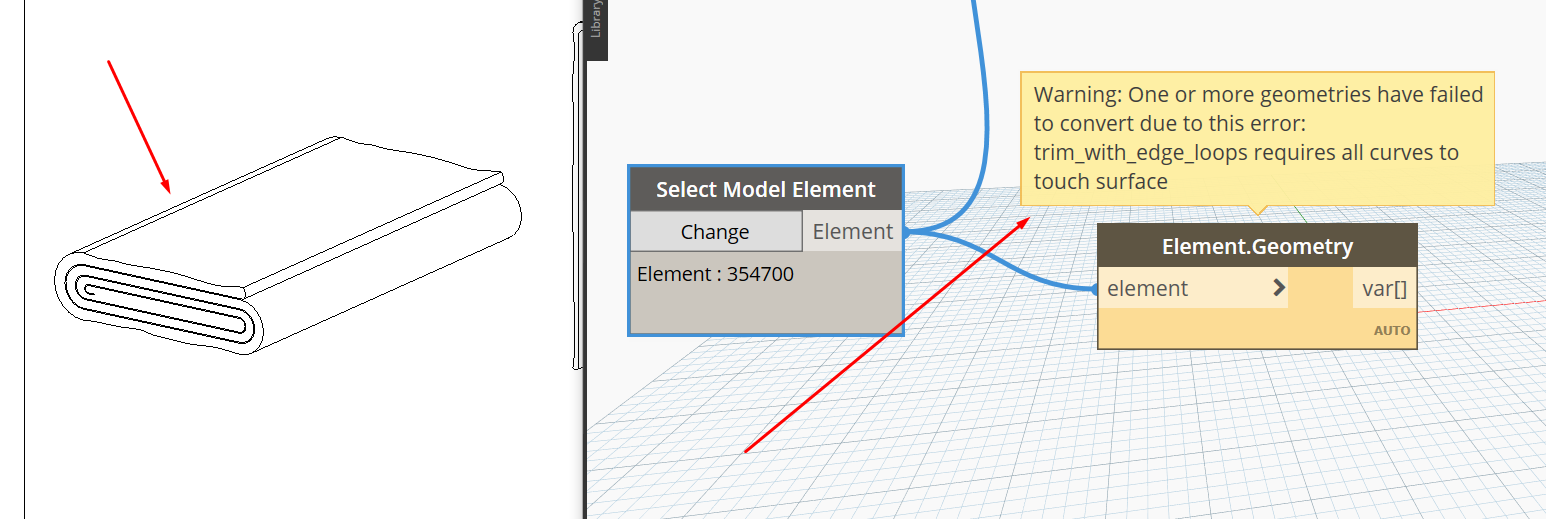 Library
Warning: One or more geometries have failed
to convert due to this error:
trim_with_edge_loops requires all curves to
touch surface
Select Model Element
Change
Element
Element : 354700
Element.Geometry
element
var[]
AUTO